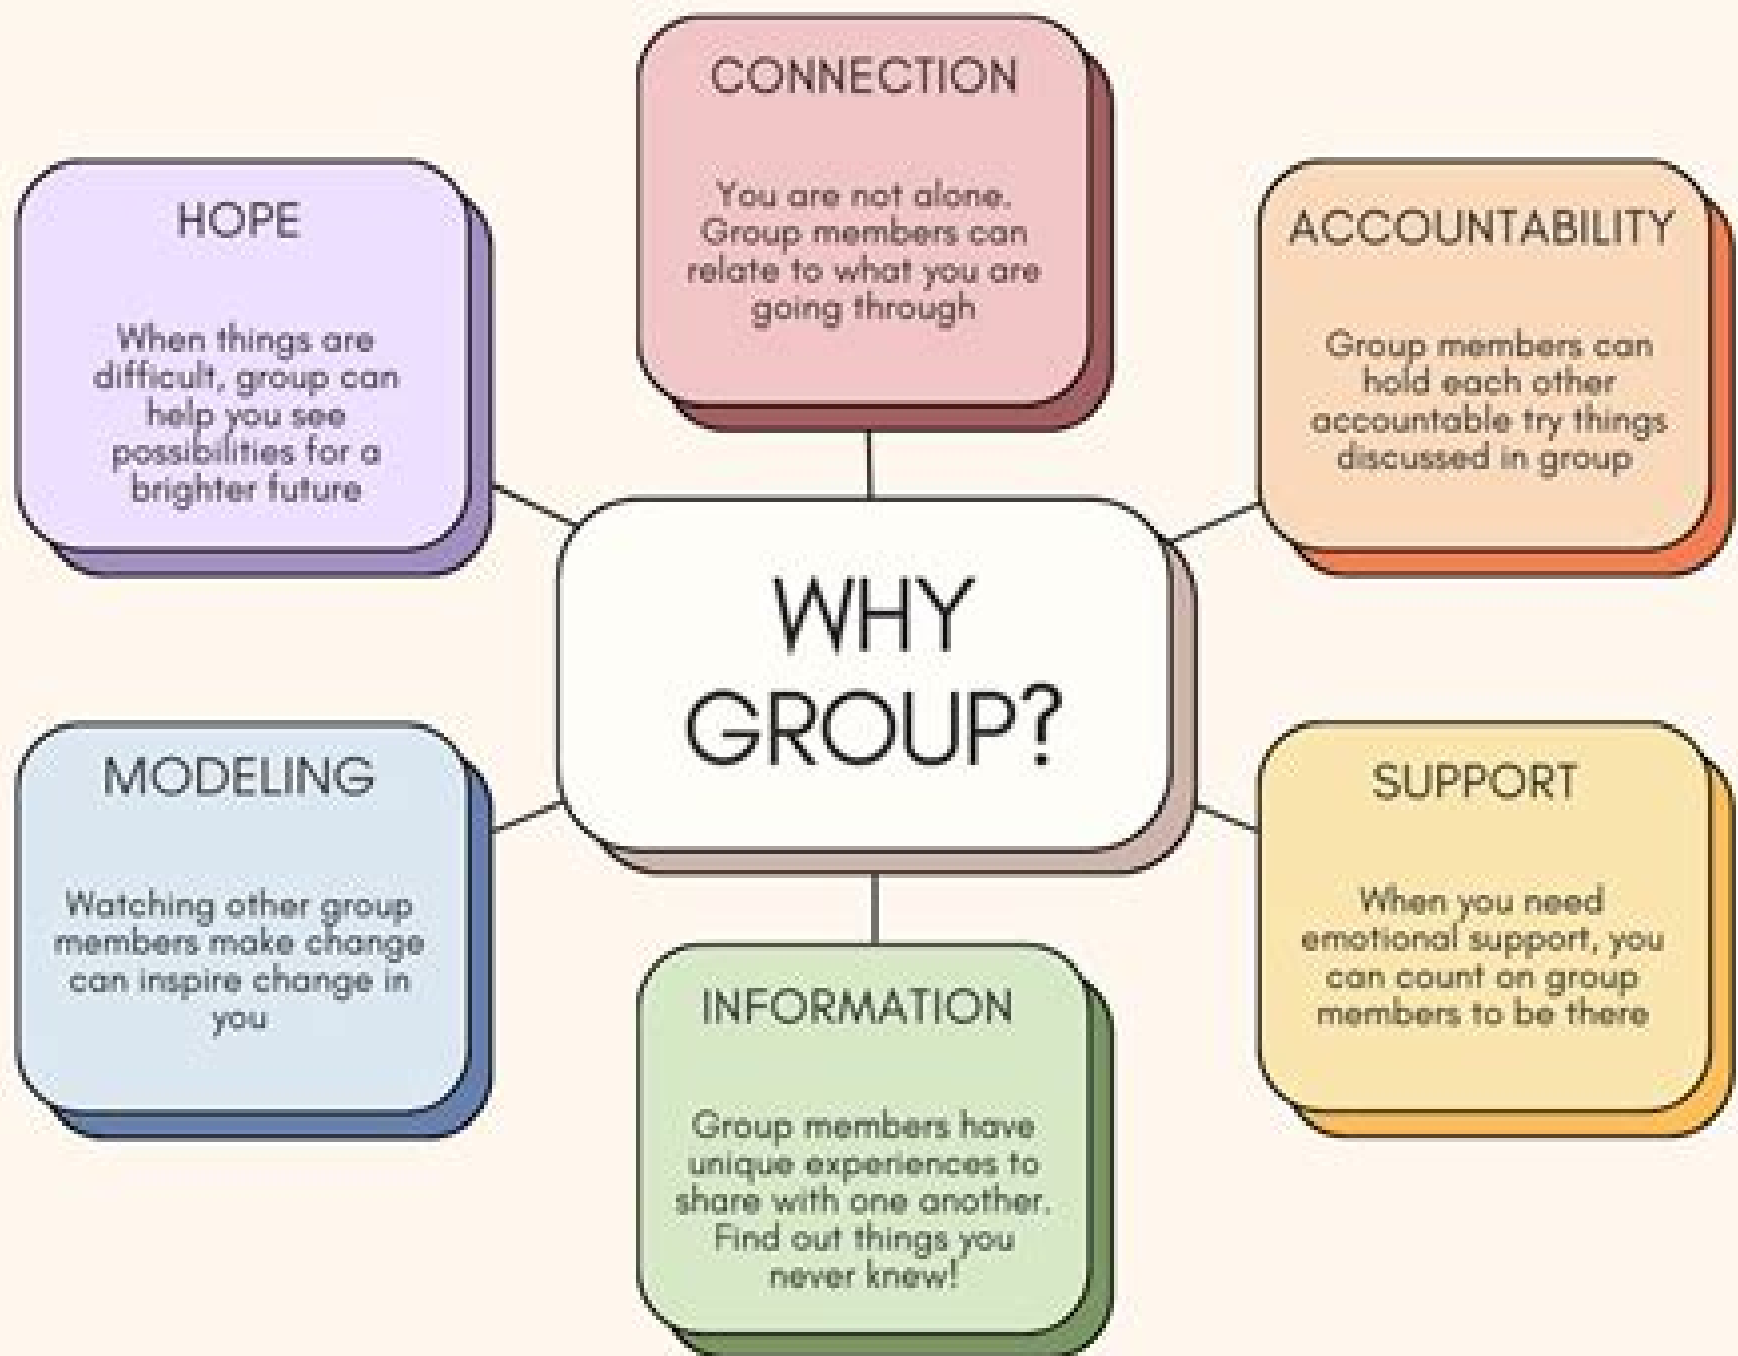 CONNECTION
You are not alone.
Group members can
relate to what you are
going through
HOPE
When things are
difficult, group can
help you see
possibilities for a
brighter future
ACCOUNTABILITY
Group members can
hold each other
accountable try things
discussed in group
WHY
GROUP?
MODELING
Watching other group
members make change
can inspire change in
you
SUPPORT
When you need
emotional support, you
can count on group
members to be there
INFORMATION
Group members have
unique experiences to
share with one another.
Find out things you
never knew!